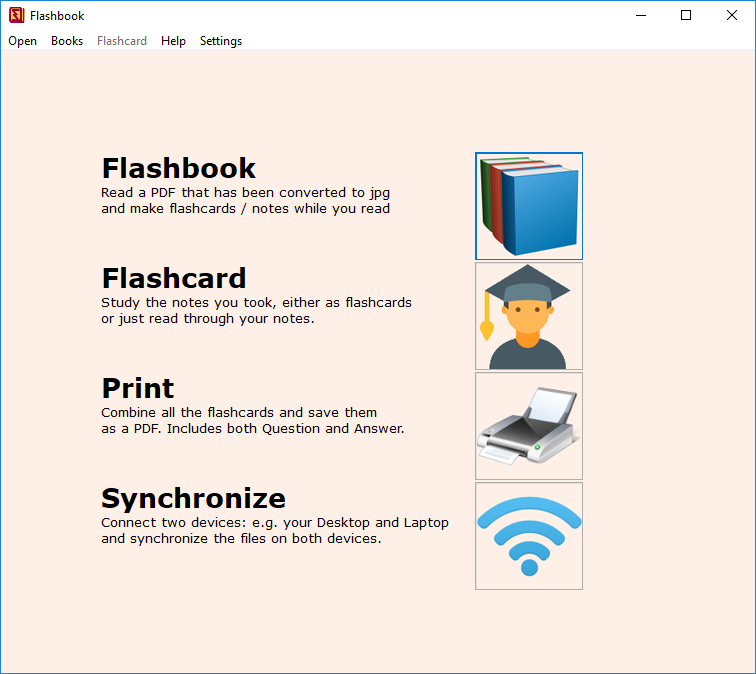 Flashbook
Open Books Flashcard Help Settings
Flashbook
Read a PDF that has been converted to jpg
and make flashcards / notes while you read
Flashcard
Study the notes you took, either as flashcards
or just read through your notes.
Print
Combine all the flashcards and save them
as a PDF. Includes both Question and Answer.
Synchronize
Connect two devices: e.g. your Desktop and Laptop
and synchronize the files on both devices.